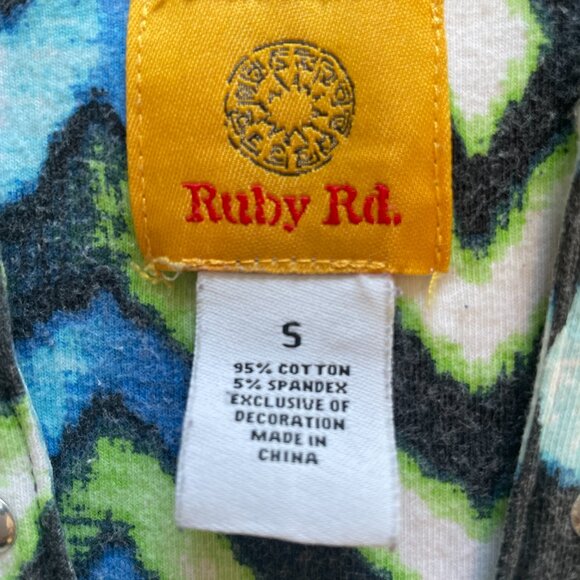 Ruby Rd.
S
95% COTTON
5% SPANDEX
EXCLUSIVE OF
DECORATION
MADE IN
CHINA